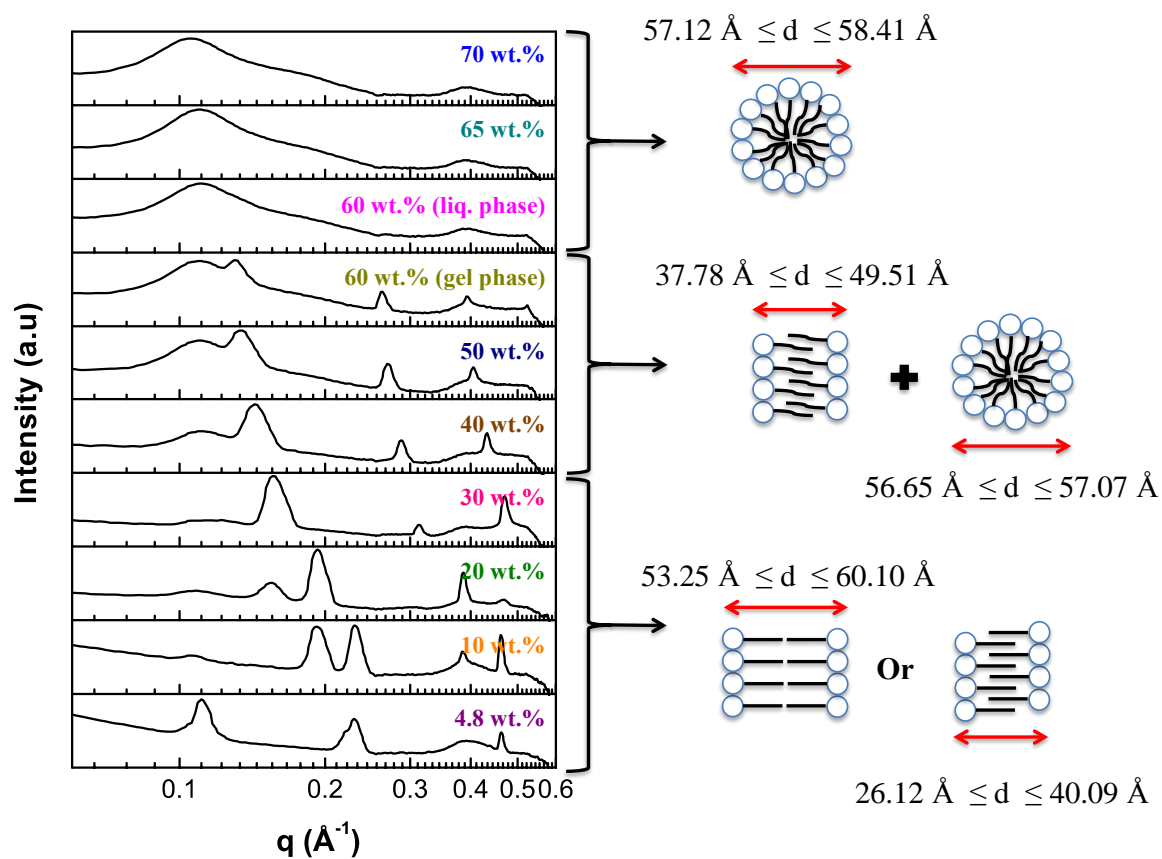 57.12 Å ≤ d ≤ 58.41 Å
70 wt.%
65 wt.%
60 wt.% (liq. phase)
60 wt.% (gel phase)
37.78 Å ≤ d ≤ 49.51 Å
50 wt.%
40 wt.%
56.65 Å ≤ d ≤ 57.07 Å
30 wt.%
20 wt.%
53.25 Å ≤ d ≤ 60.10 Å
10 wt.%
Or
4.8 wt.%
26.12 Å ≤ d ≤ 40.09 Å
0.1 0.2 0.3 0.4 0.5 0.6
q (Å⁻¹)
Intensity (a.u)